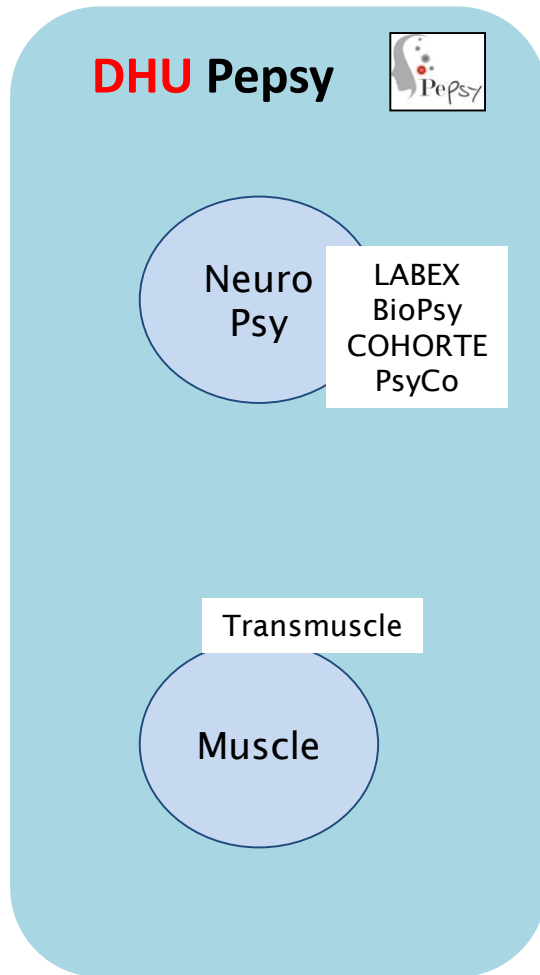 DHU Pepsy
Pepsy
Neuro
Psy
LABEX
BioPsy
COHORTE
PsyCo
Transmuscle
Muscle